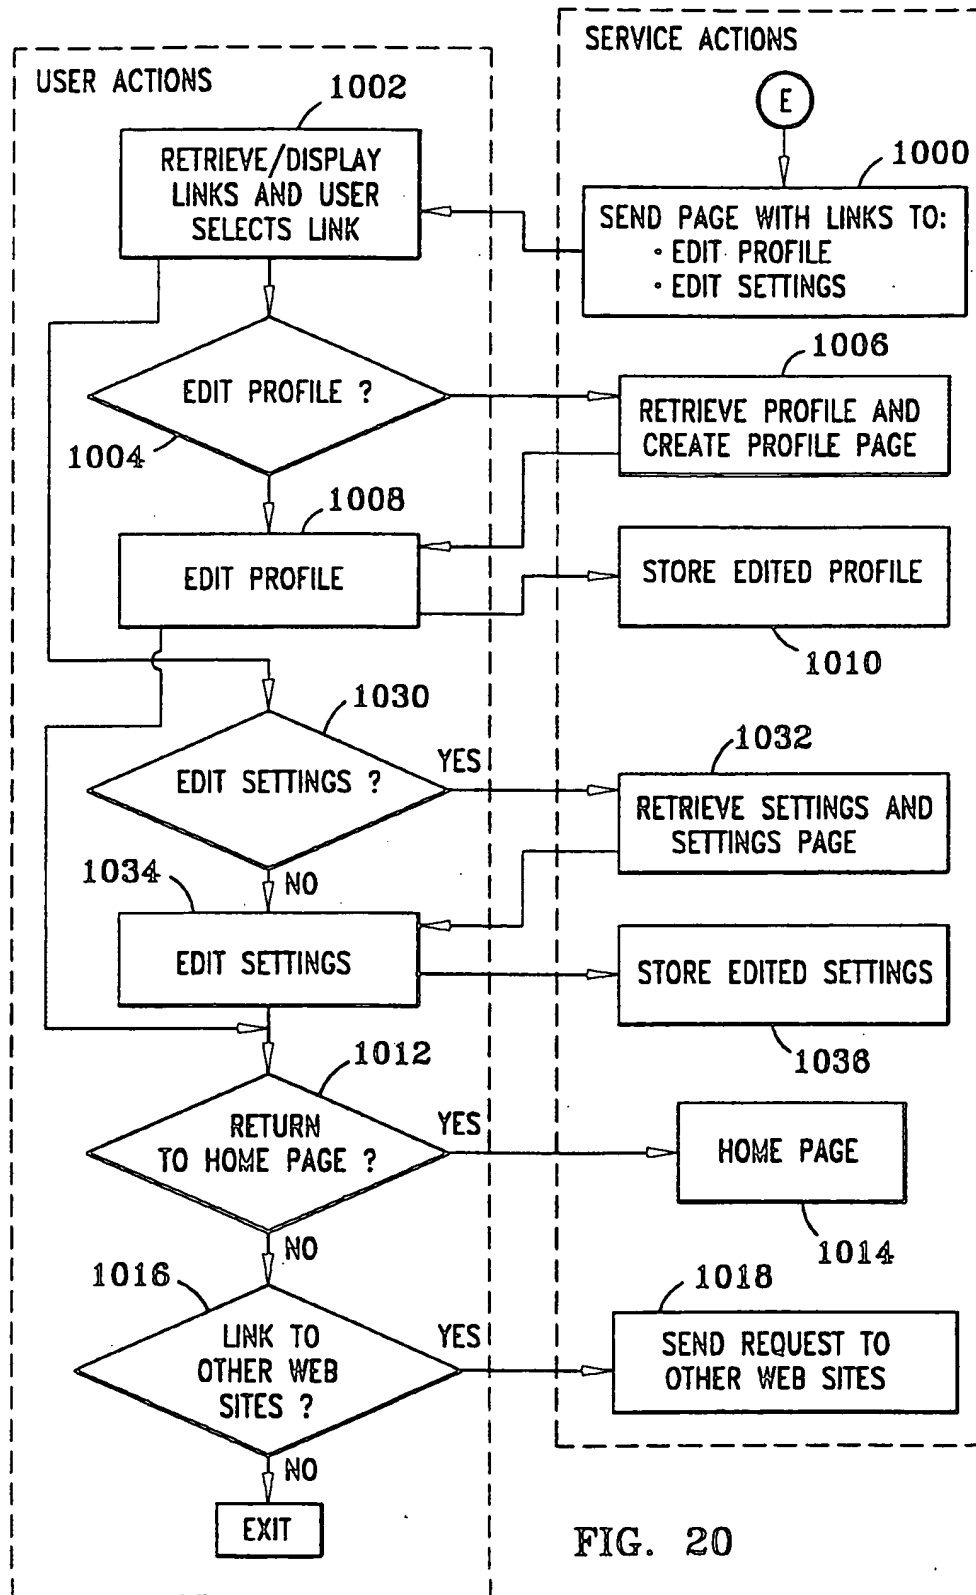 SERVICE ACTIONS
USER ACTIONS
E
1002
1000
RETRIEVE/DISPLAY
LINKS AND USER
SELECTS LINK
SEND PAGE WITH LINKS TO:
• EDIT PROFILE
• EDIT SETTINGS
1006
EDIT PROFILE ?
1004
RETRIEVE PROFILE AND
CREATE PROFILE PAGE
1008
EDIT PROFILE
STORE EDITED PROFILE
1010
1030
EDIT SETTINGS ?
YES
1032
RETRIEVE SETTINGS AND
SETTINGS PAGE
NO
1034
EDIT SETTINGS
STORE EDITED SETTINGS
1036
1012
RETURN
TO HOME PAGE ?
YES
HOME PAGE
1014
NO
1016
LINK TO
OTHER WEB
SITES ?
YES
1018
SEND REQUEST TO
OTHER WEB SITES
NO
EXIT
FIG. 20